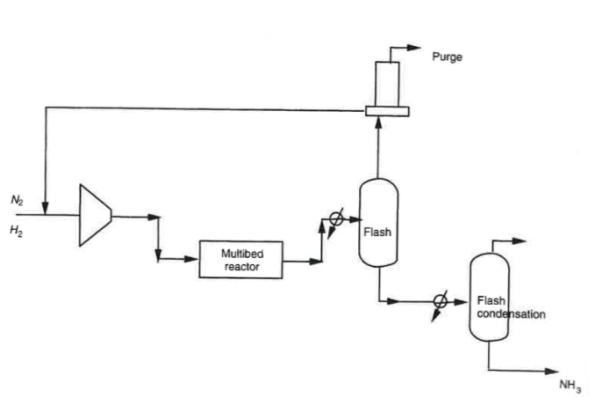 Purge
N₂
H₂
Flash
Multibed
reactor
Flash
condensation
NH₃